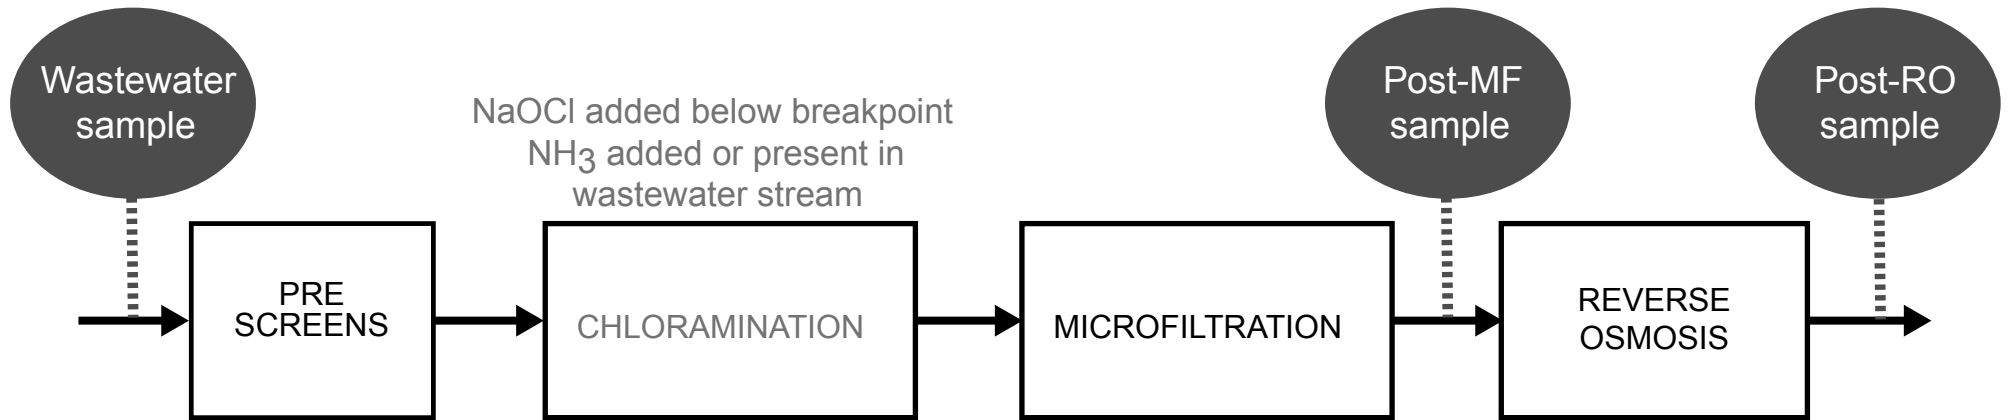 Wastewater
sample
NaOCl added below breakpoint
NH3 added or present in
wastewater stream
Post-MF
sample
Post-RO
sample
PRE
SCREENS
CHLORAMINATION
MICROFILTRATION
REVERSE
OSMOSIS